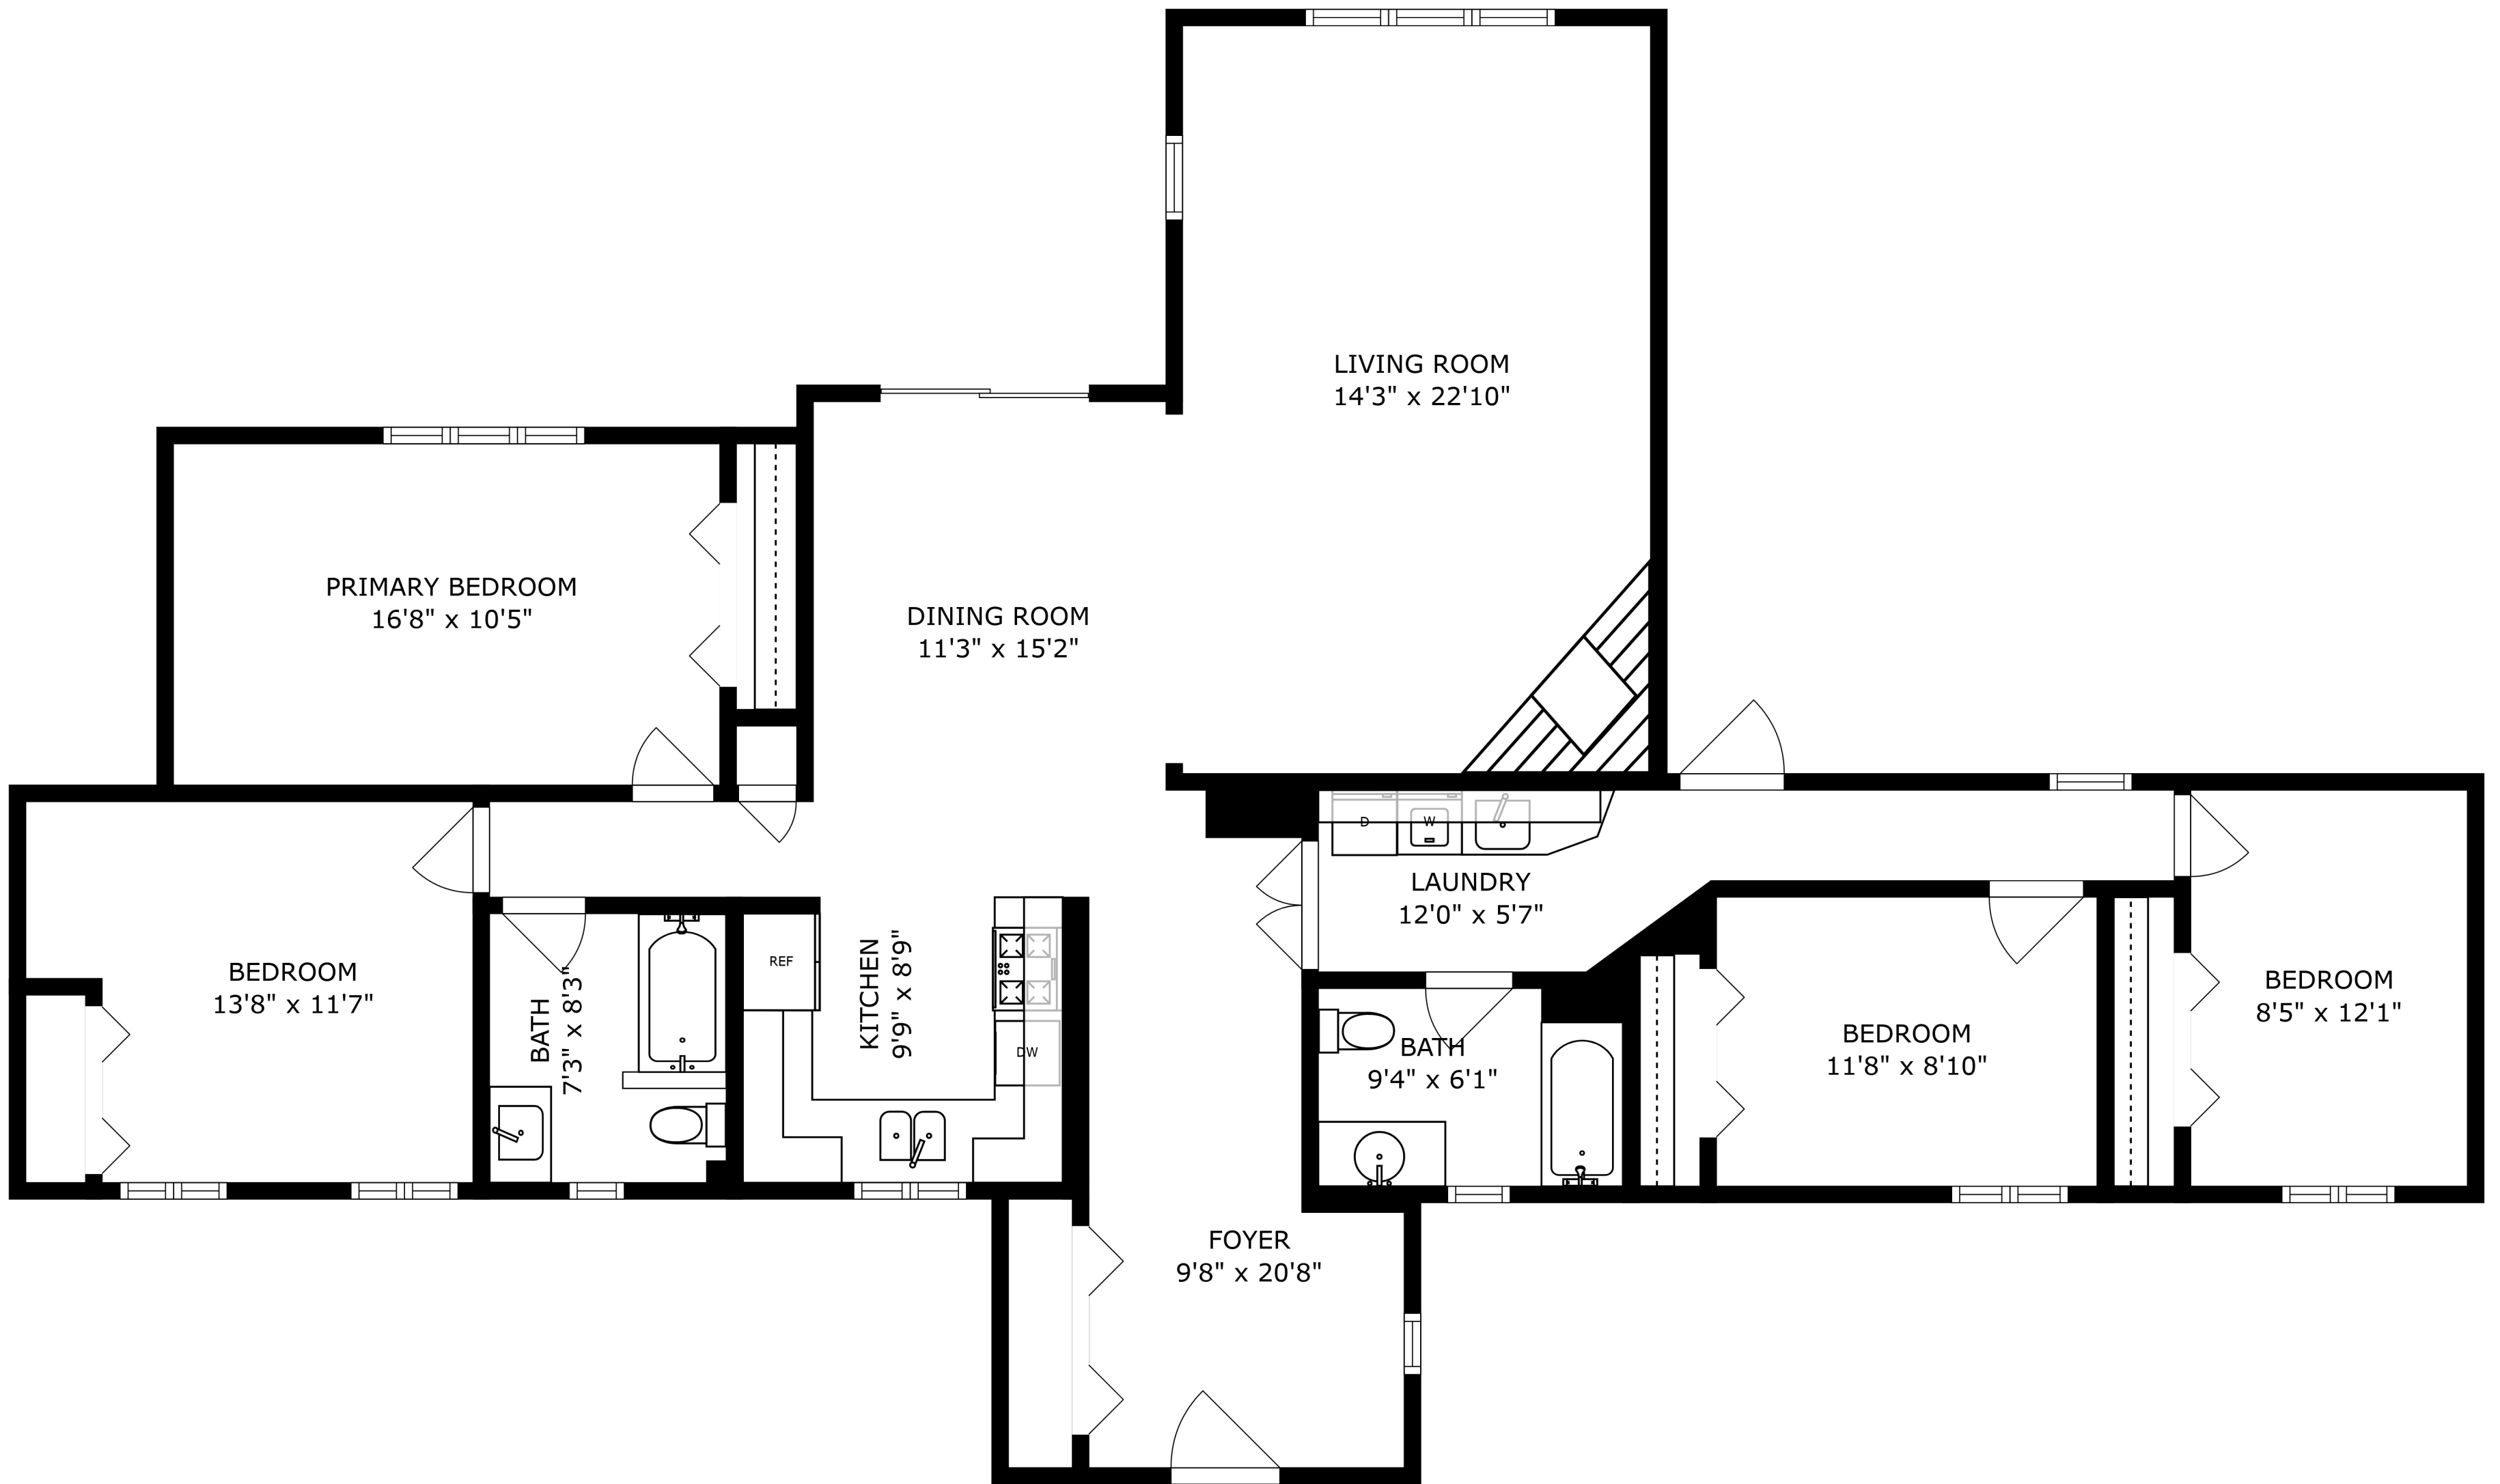 LIVING ROOM
14'3" x 22'10"
PRIMARY BEDROOM
16'8" x 10'5"
DINING ROOM
11'3" x 15'2"
D
W
LAUNDRY
12'0" x 5'7"
BEDROOM
13'8" x 11'7"
BATH
7'3" x 8'3"
REF
KITCHEN
9'9" x 8'9"
DW
BATH
9'4" x 6'1"
BEDROOM
11'8" x 8'10"
BEDROOM
8'5" x 12'1"
FOYER
9'8" x 20'8"